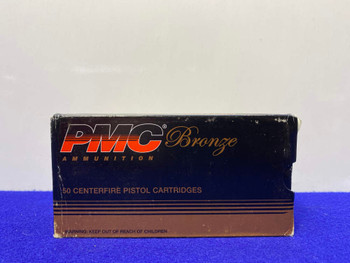 PMC® Bronze
AMMUNITION
50 CENTERFIRE PISTOL CARTRIDGES
WARNING: KEEP OUT OF REACH OF CHILDREN.